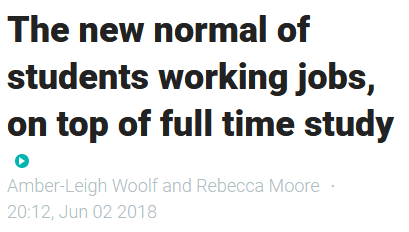 The new normal of
students working jobs,
on top of full time study
Amber-Leigh Woolf and Rebecca Moore ·
20:12, Jun 02 2018